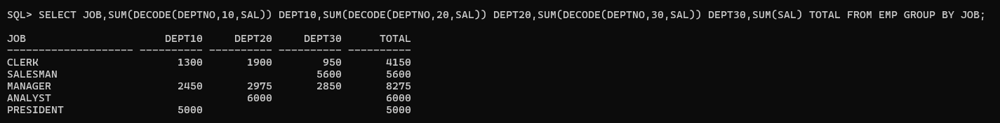 SQL> SELECT JOB,SUM(DECODE(DEPTNO,10,SAL)) DEPT10,SUM(DECODE(DEPTNO,20,SAL)) DEPT20,SUM(DECODE(DEPTNO,30,SAL)) DEPT30,SUM(SAL) TOTAL FROM EMP GROUP BY JOB;

JOB                      DEPT10     DEPT20     DEPT30      TOTAL
-------------------- ---------- ---------- ---------- ----------
CLERK                      1300       1900        950       4150
SALESMAN                                         5600       5600
MANAGER                    2450       2975       2850       8275
ANALYST                               6000                  6000
PRESIDENT                  5000                             5000